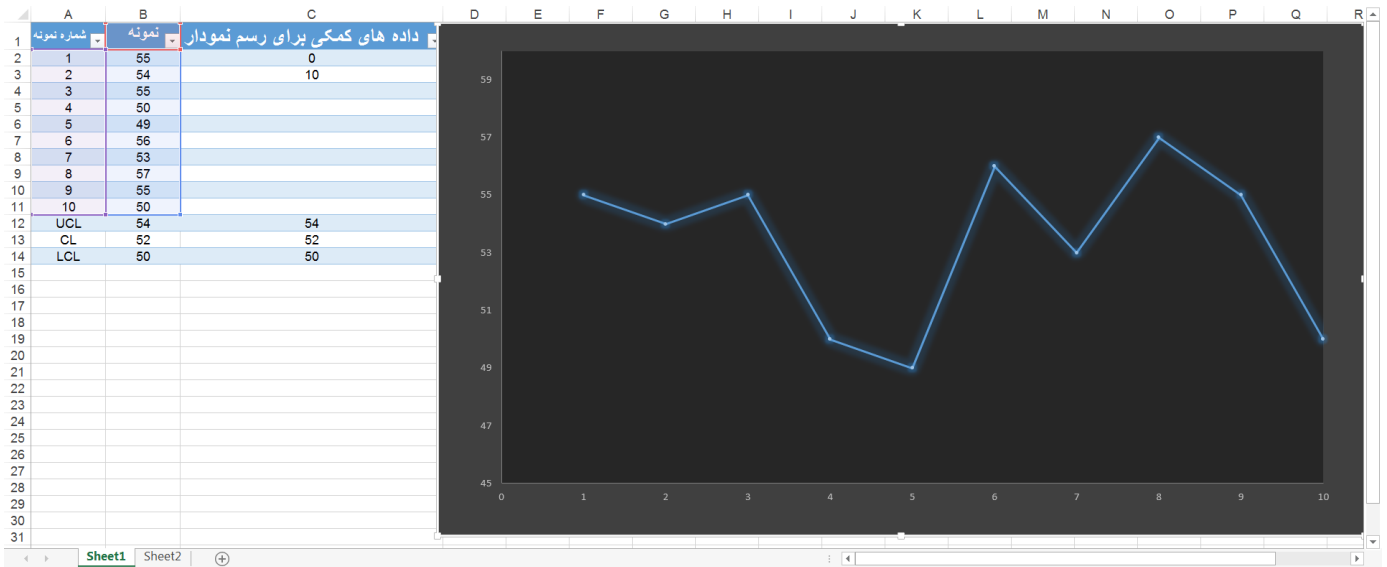 A B C D E F G H I J K L M N O P Q R
1 شماره نمونه نمونه داده های کمکی برای رسم نمودار
2 1 55 0
3 2 54 10
4 3 55
5 4 50
6 5 49
7 6 56
8 7 53
9 8 57
10 9 55
11 10 50
12 UCL 54 54
13 CL 52 52
14 LCL 50 50
15
16
17
18
19
20
21
22
23
24
25
26
27
28
29
30
31
59
57
55
53
51
49
47
45
0 1 2 3 4 5 6 7 8 9 10
Sheet1 Sheet2